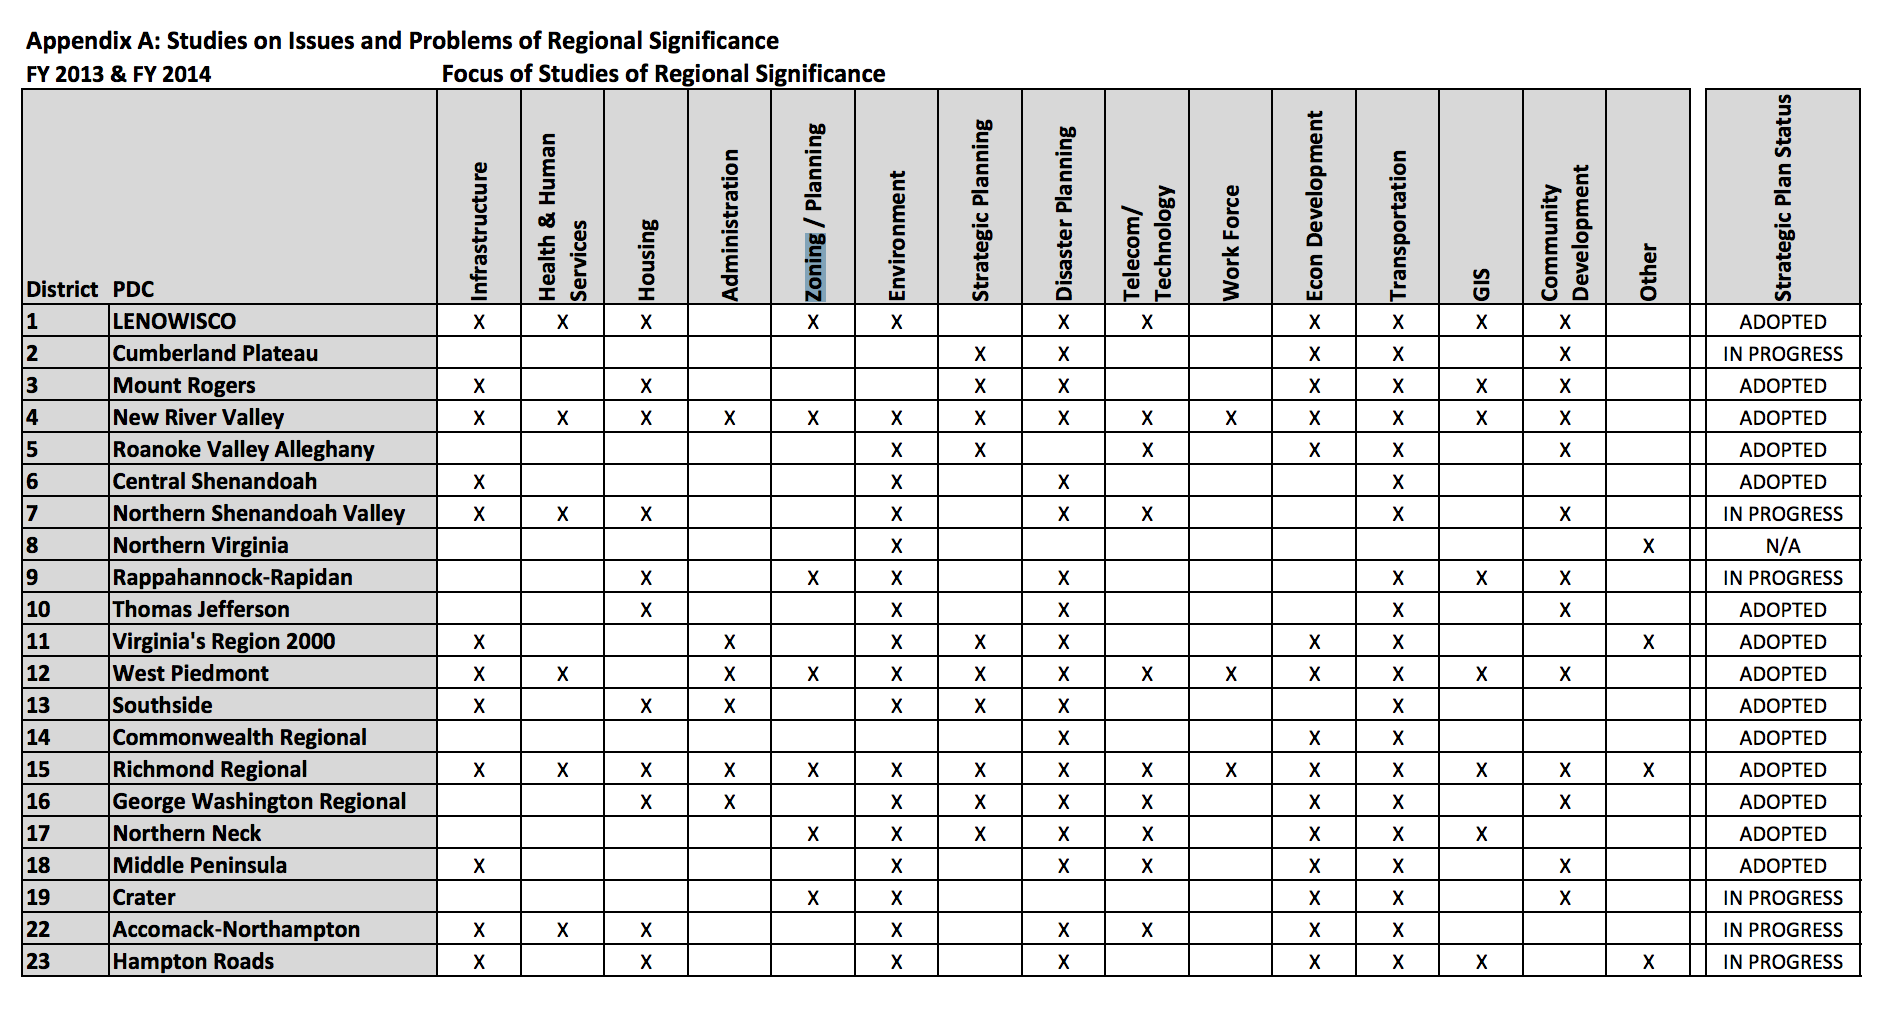 Appendix A: Studies on Issues and Problems of Regional Significance
FY 2013 & FY 2014 Focus of Studies of Regional Significance
District PDC Infrastructure Health & Human Services Housing Administration Zoning / Planning Environment Strategic Planning Disaster Planning Telecom/ Technology Work Force Econ Development Transportation GIS Community Development Other Strategic Plan Status
1 LENOWISCO X X X X X X X X X X X ADOPTED
2 Cumberland Plateau X X X X X IN PROGRESS
3 Mount Rogers X X X X X X X X ADOPTED
4 New River Valley X X X X X X X X X X X X X X ADOPTED
5 Roanoke Valley Alleghany X X X X X X ADOPTED
6 Central Shenandoah X X X X ADOPTED
7 Northern Shenandoah Valley X X X X X X X X IN PROGRESS
8 Northern Virginia X X N/A
9 Rappahannock-Rapidan X X X X X X X IN PROGRESS
10 Thomas Jefferson X X X X X ADOPTED
11 Virginia's Region 2000 X X X X X X X X ADOPTED
12 West Piedmont X X X X X X X X X X X X X ADOPTED
13 Southside X X X X X X X ADOPTED
14 Commonwealth Regional X X X ADOPTED
15 Richmond Regional X X X X X X X X X X X X X X X ADOPTED
16 George Washington Regional X X X X X X X X X ADOPTED
17 Northern Neck X X X X X X X X ADOPTED
18 Middle Peninsula X X X X X X X ADOPTED
19 Crater X X X X X IN PROGRESS
22 Accomack-Northampton X X X X X X X X IN PROGRESS
23 Hampton Roads X X X X X X X X IN PROGRESS